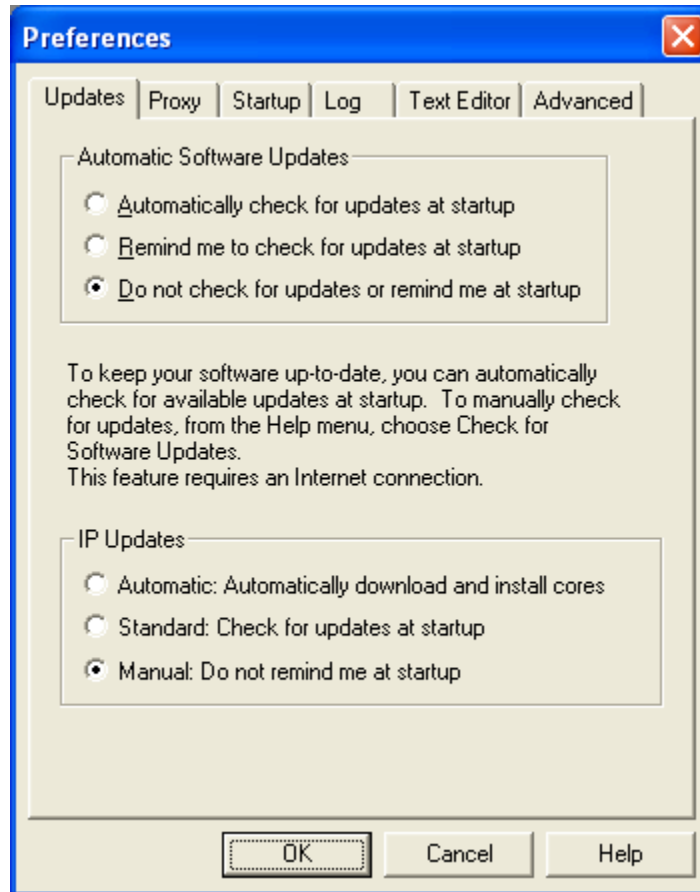 Preferences
Updates Proxy Startup Log Text Editor Advanced
Automatic Software Updates
Automatically check for updates at startup
Remind me to check for updates at startup
Do not check for updates or remind me at startup
To keep your software up-to-date, you can automatically
check for available updates at startup. To manually check
for updates, from the Help menu, choose Check for
Software Updates.
This feature requires an Internet connection.
IP Updates
Automatic: Automatically download and install cores
Standard: Check for updates at startup
Manual: Do not remind me at startup
OK Cancel Help